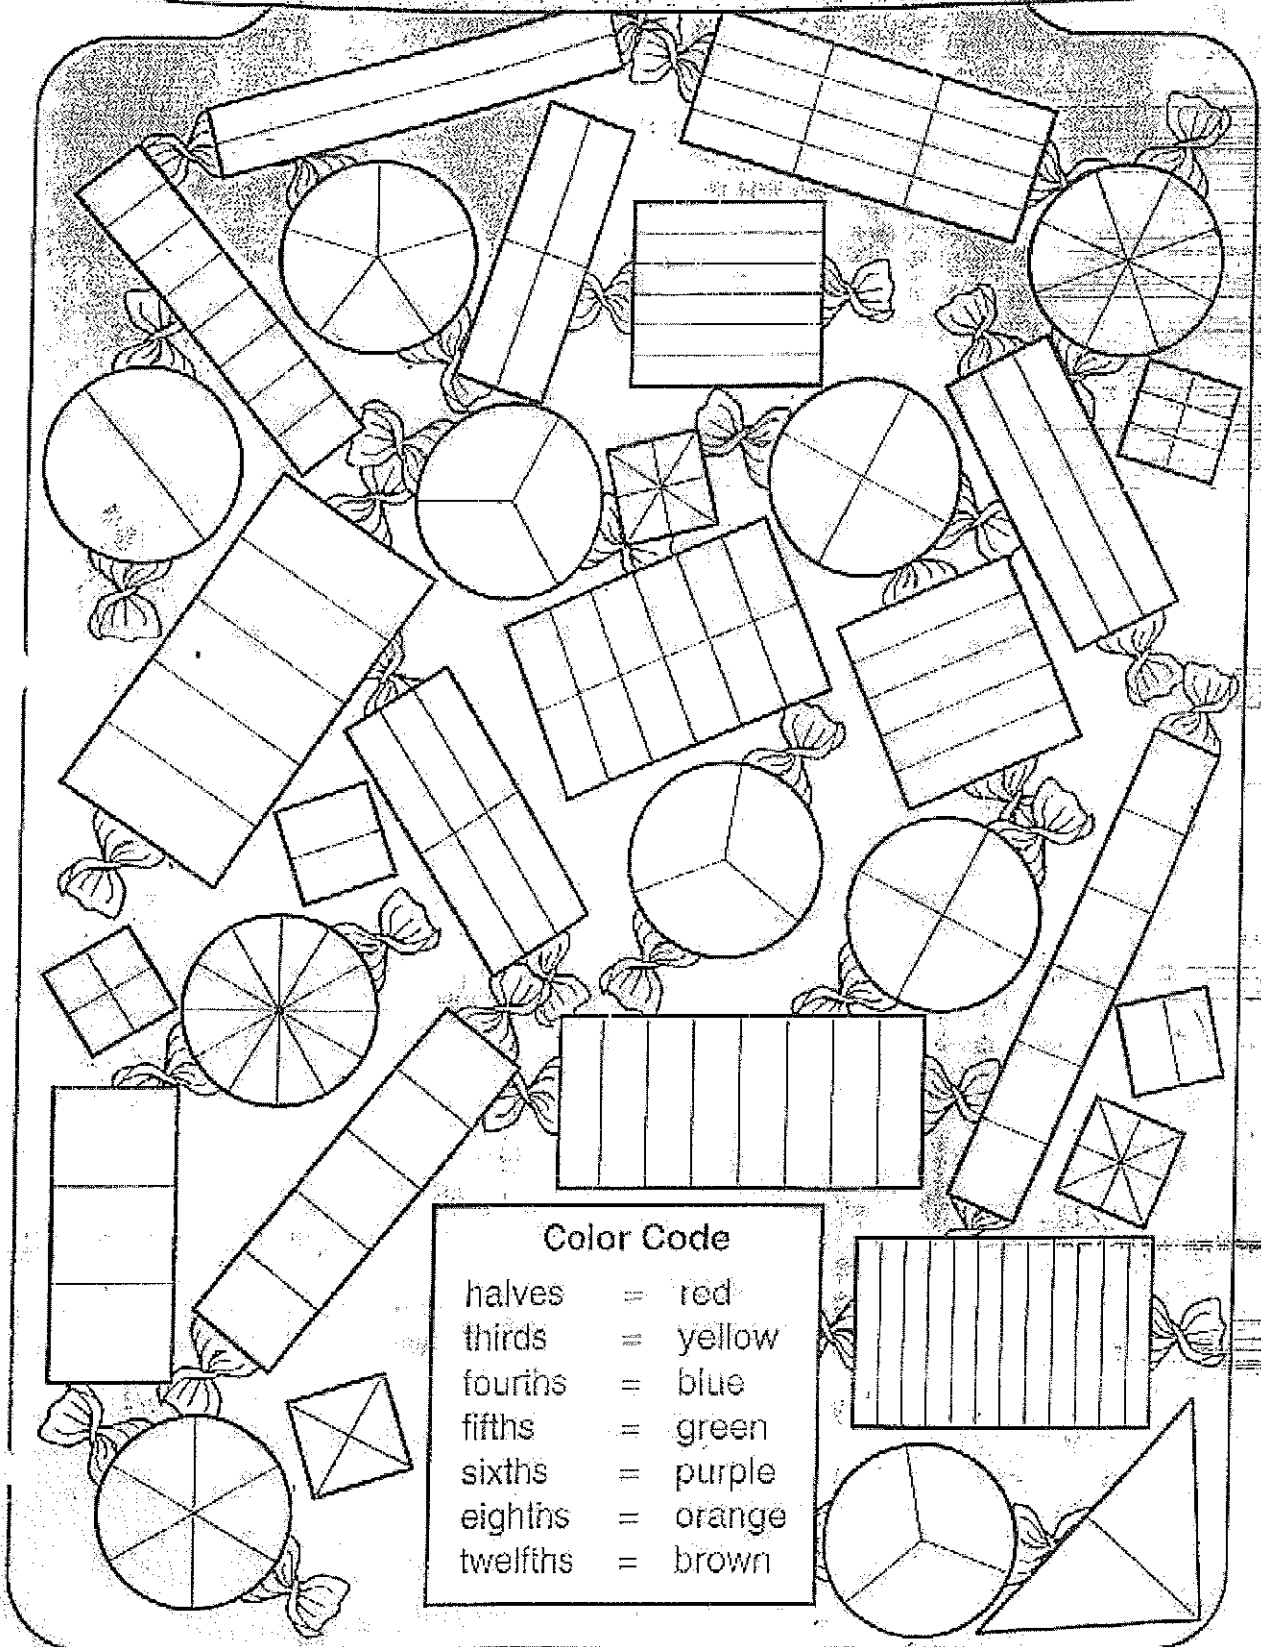 Color Code
halves = red
thirds = yellow
fourths = blue
fifths = green
sixths = purple
eighths = orange
twelfths = brown